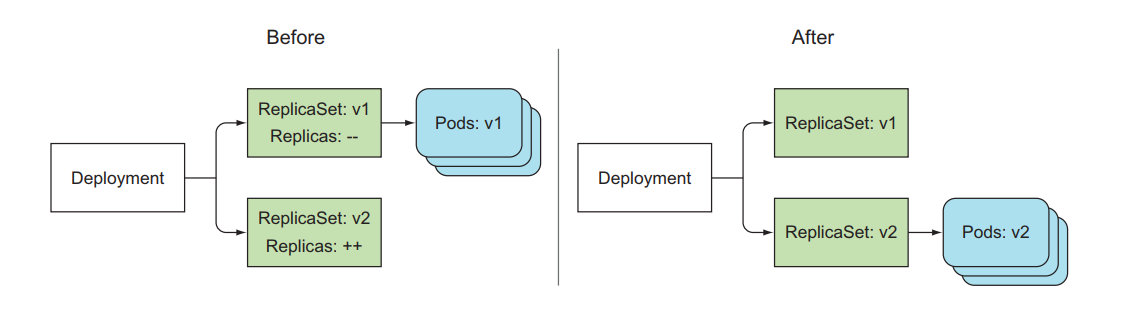 Before
After
ReplicaSet: v1
Replicas: --
Pods: v1
Deployment
ReplicaSet: v2
Replicas: ++
ReplicaSet: v1
Deployment
ReplicaSet: v2
Pods: v2